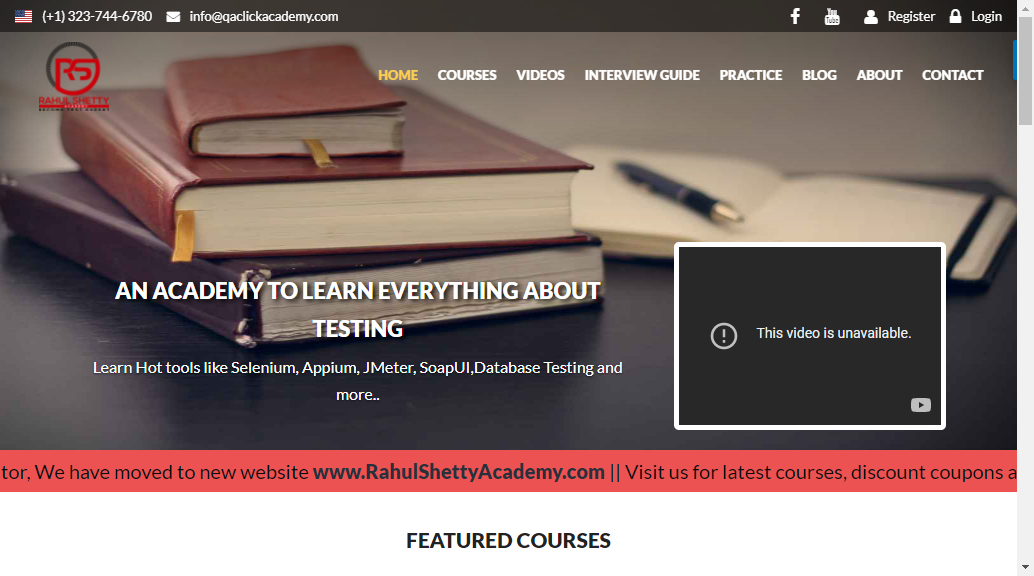 (+1) 323-744-6780 info@qaclickacademy.com Register Login
RS
RAHUL SHETTY
HOME COURSES VIDEOS INTERVIEW GUIDE PRACTICE BLOG ABOUT CONTACT
AN ACADEMY TO LEARN EVERYTHING ABOUT
TESTING
Learn Hot tools like Selenium, Appium, JMeter, SoapUI,Database Testing and
more..
This video is unavailable.
tor, We have moved to new website www.RahulShettyAcademy.com || Visit us for latest courses, discount coupons a
FEATURED COURSES